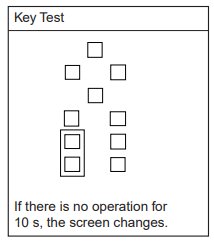 Key Test
If there is no operation for
10 s, the screen changes.